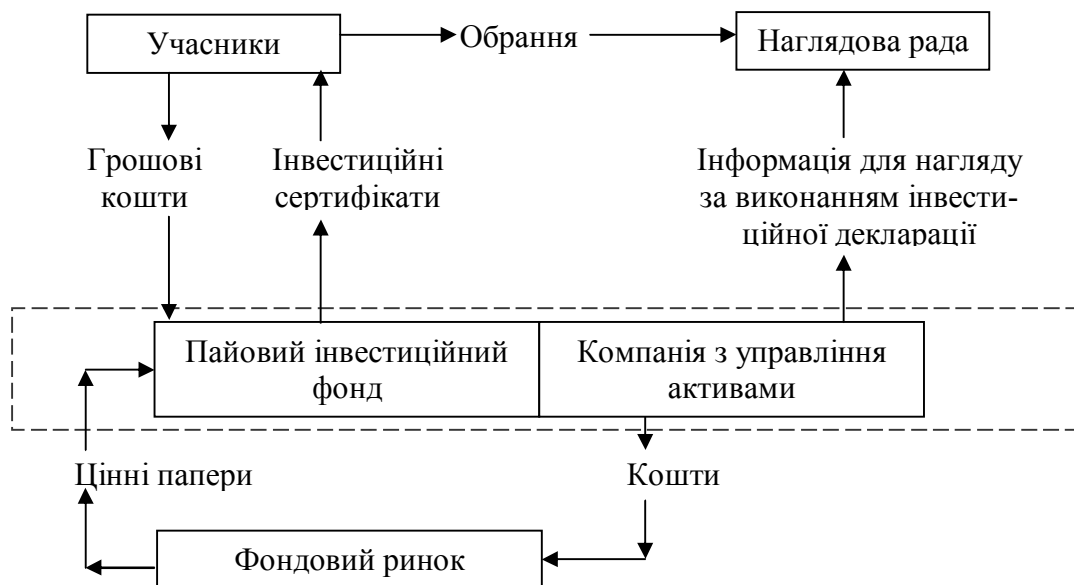 Учасники
Обрання
Наглядова рада
Грошові
кошти
Інвестиційні
сертифікати
Інформація для нагляду
за виконанням інвести-
ційної декларації
Пайовий інвестиційний
фонд
Компанія з управління
активами
Цінні папери
Кошти
Фондовий ринок